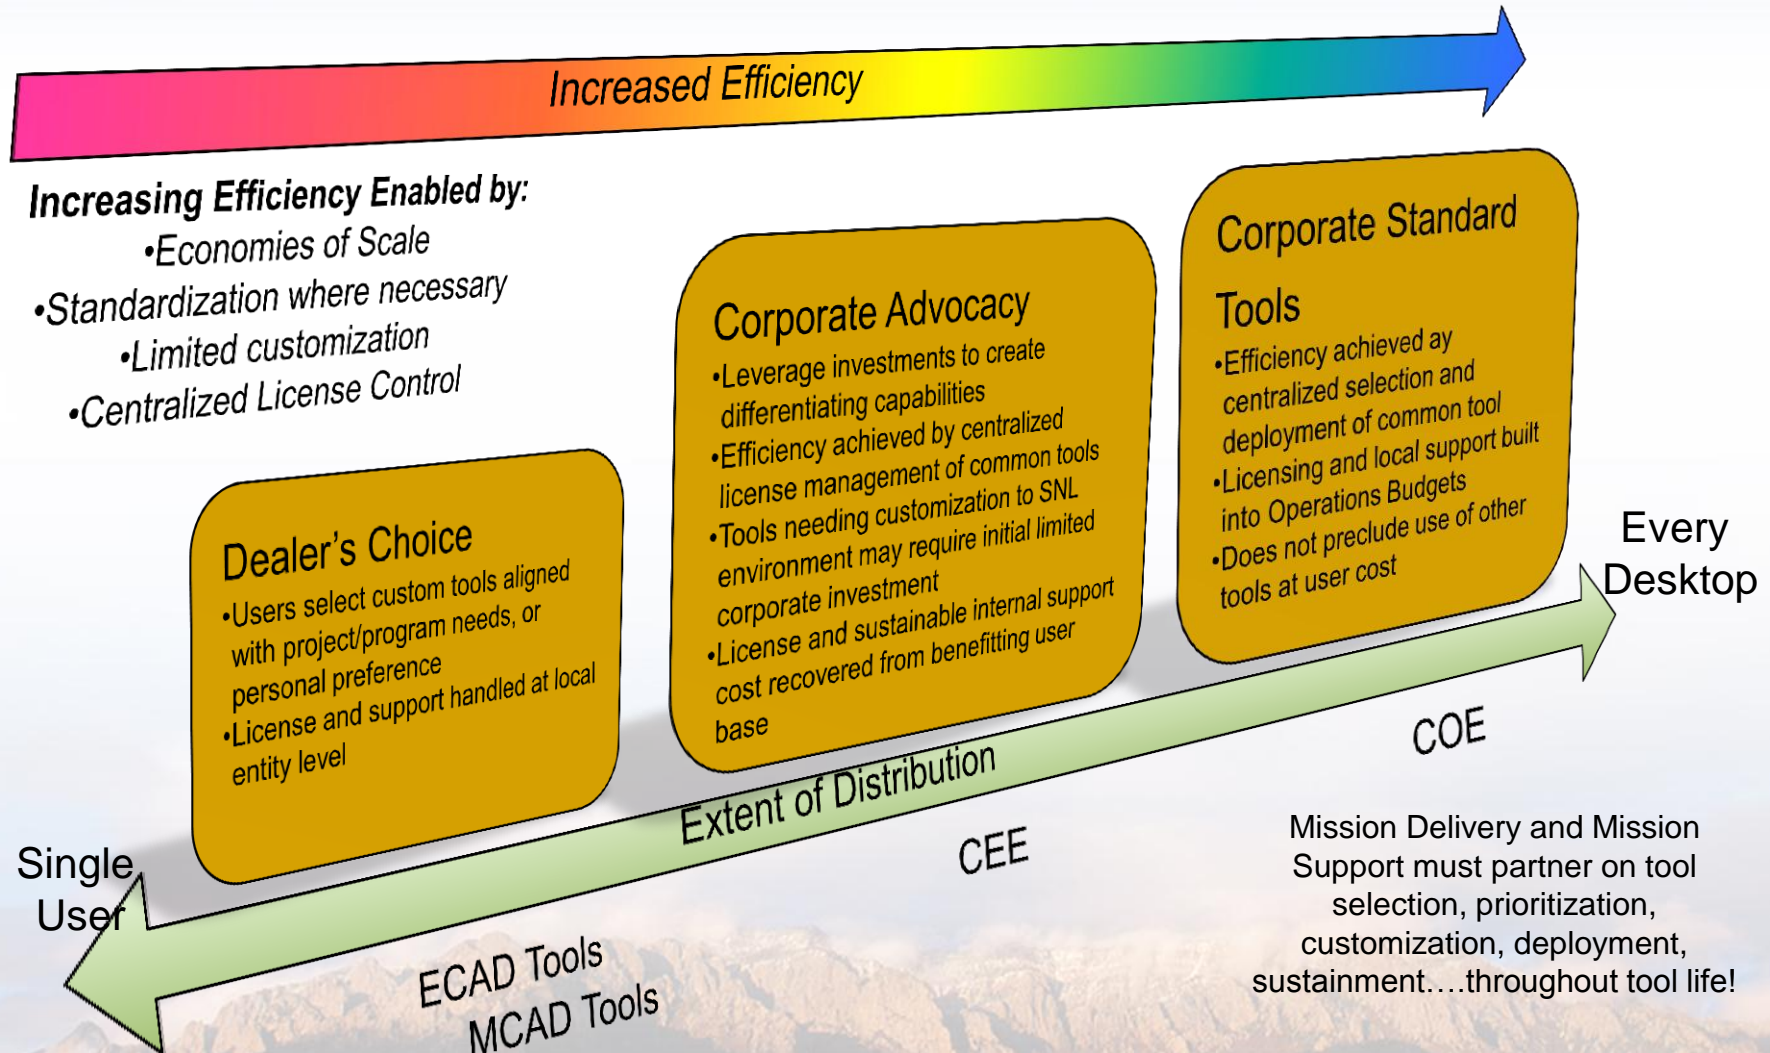 Increased Efficiency
Increasing Efficiency Enabled by:
•Economies of Scale
•Standardization where necessary
•Limited customization
•Centralized License Control
Dealer’s Choice
•Users select custom tools aligned
with project/program needs, or
personal preference
•License and support handled at local
entity level
Corporate Advocacy
•Leverage investments to create
differentiating capabilities
•Efficiency achieved by centralized
license management of common tools
•Tools needing customization to SNL
environment may require initial limited
corporate investment
•License and sustainable internal support
cost recovered from benefitting user
base
Corporate Standard
Tools
•Efficiency achieved ay
centralized selection and
deployment of common tool
•Licensing and local support built
into Operations Budgets
•Does not preclude use of other
tools at user cost
Every
Desktop
Single
User
Extent of Distribution
COE
CEE
ECAD Tools
MCAD Tools
Mission Delivery and Mission
Support must partner on tool
selection, prioritization,
customization, deployment,
sustainment….throughout tool life!